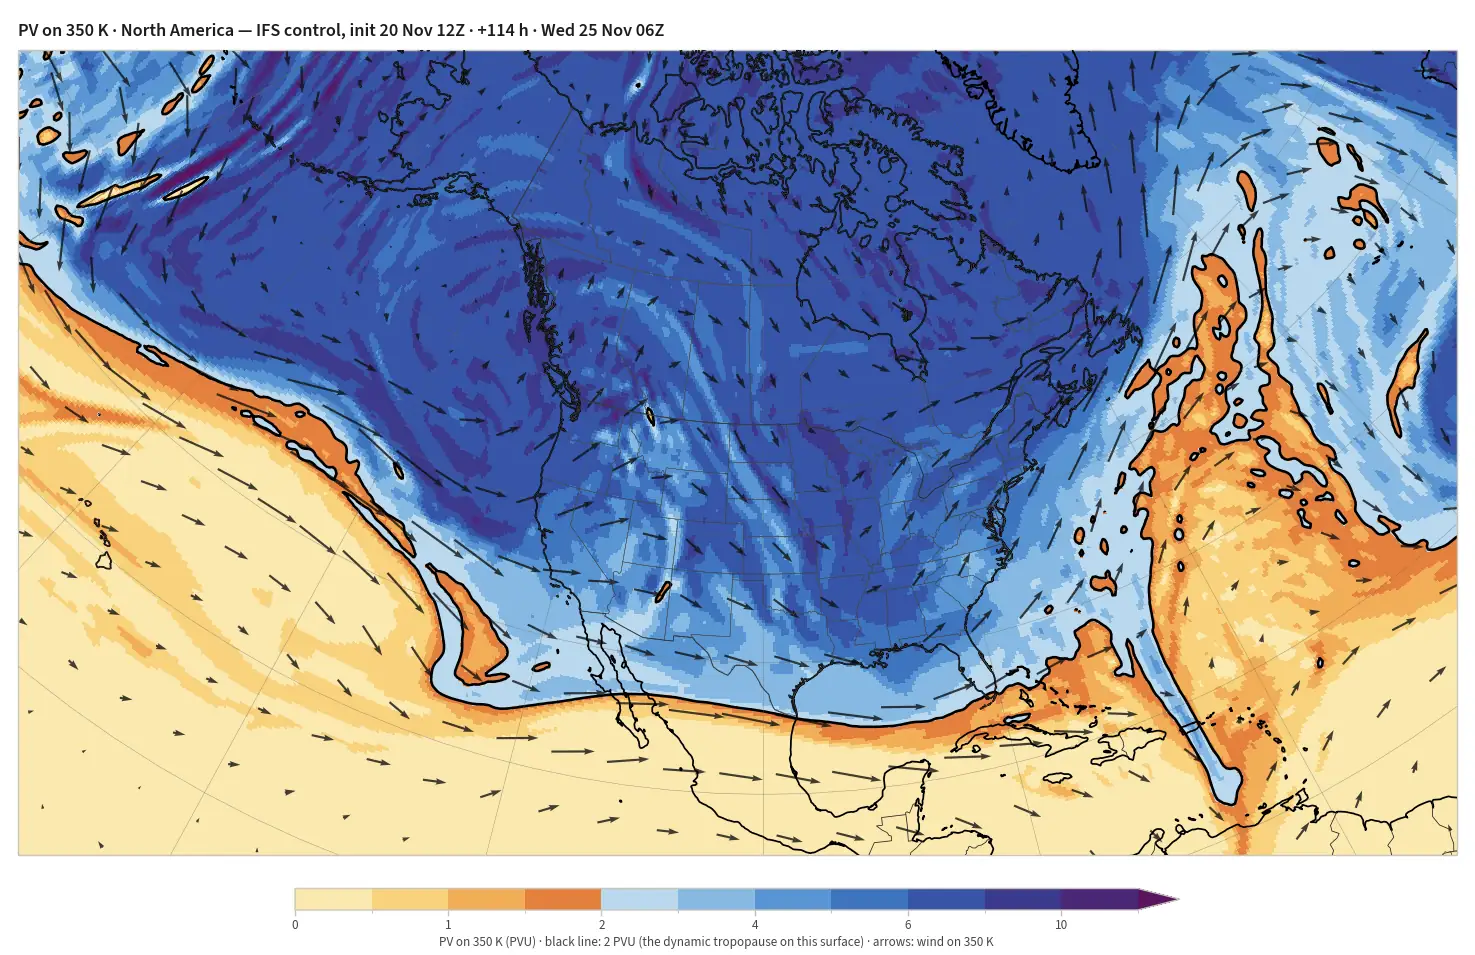 PV on 350 K · North America — IFS control, init 20 Nov 12Z · +114 h · Wed 25 Nov 06Z
0 1 2 4 6 10
PV on 350 K (PVU) · black line: 2 PVU (the dynamic tropopause on this surface) · arrows: wind on 350 K